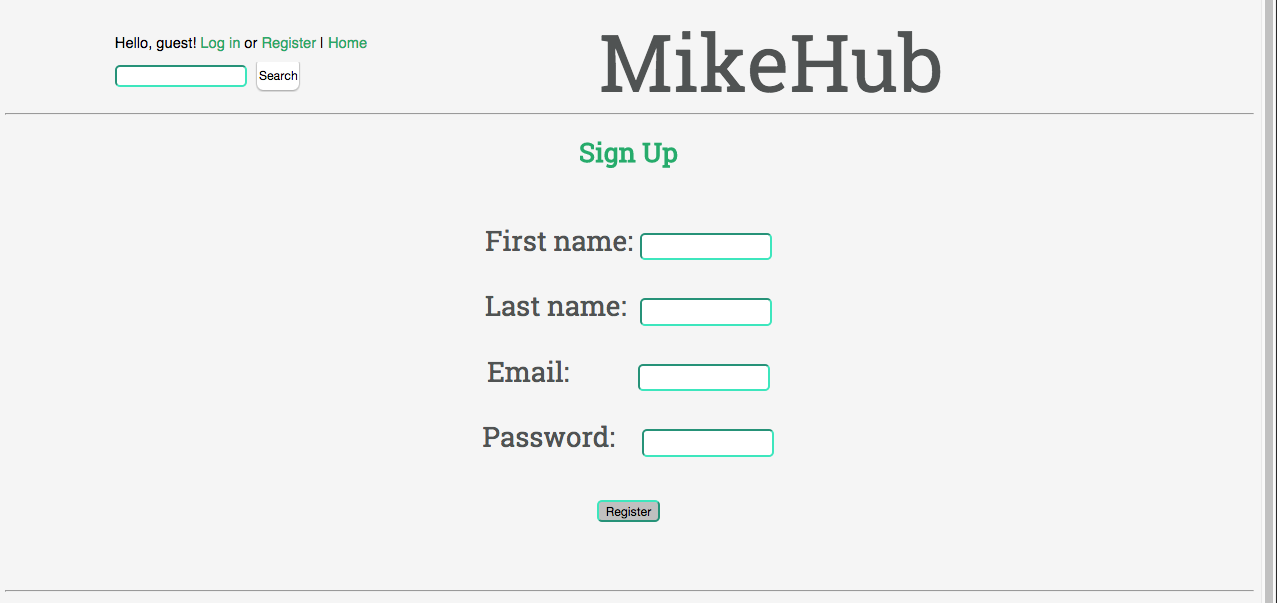 Hello, guest! Log in or Register | Home
Search
MikeHub
Sign Up
First name:
Last name:
Email:
Password:
Register